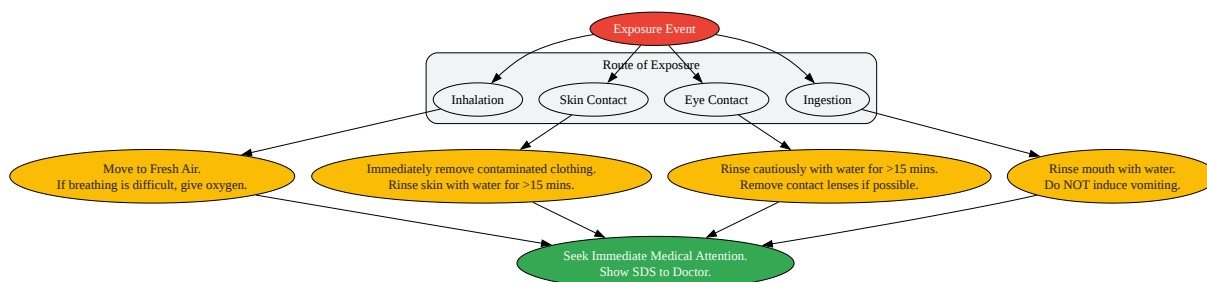 Exposure Event
Route of Exposure
Inhalation
Skin Contact
Eye Contact
Ingestion
Move to Fresh Air.
If breathing is difficult, give oxygen.
Immediately remove contaminated clothing.
Rinse skin with water for >15 mins.
Rinse cautiously with water for >15 mins.
Remove contact lenses if possible.
Rinse mouth with water.
Do NOT induce vomiting.
Seek Immediate Medical Attention.
Show SDS to Doctor.